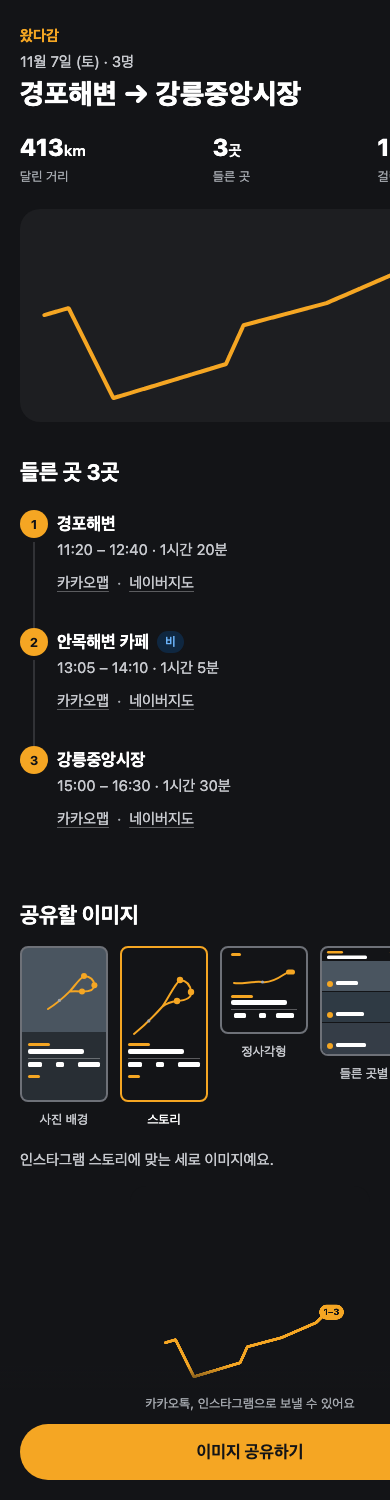 왔다감
11월 7일 (토) · 3명
경포해변 → 강릉중앙시장
413km
3곳
1
달린 거리
들른 곳
걸
들른 곳 3곳
1
경포해변
11:20 – 12:40 · 1시간 20분
카카오맵 · 네이버지도
2
안목해변 카페 비
13:05 – 14:10 · 1시간 5분
카카오맵 · 네이버지도
3
강릉중앙시장
15:00 – 16:30 · 1시간 30분
카카오맵 · 네이버지도
공유할 이미지
사진 배경
스토리
정사각형
들른 곳별
인스타그램 스토리에 맞는 세로 이미지예요.
1–3
카카오톡, 인스타그램으로 보낼 수 있어요
이미지 공유하기